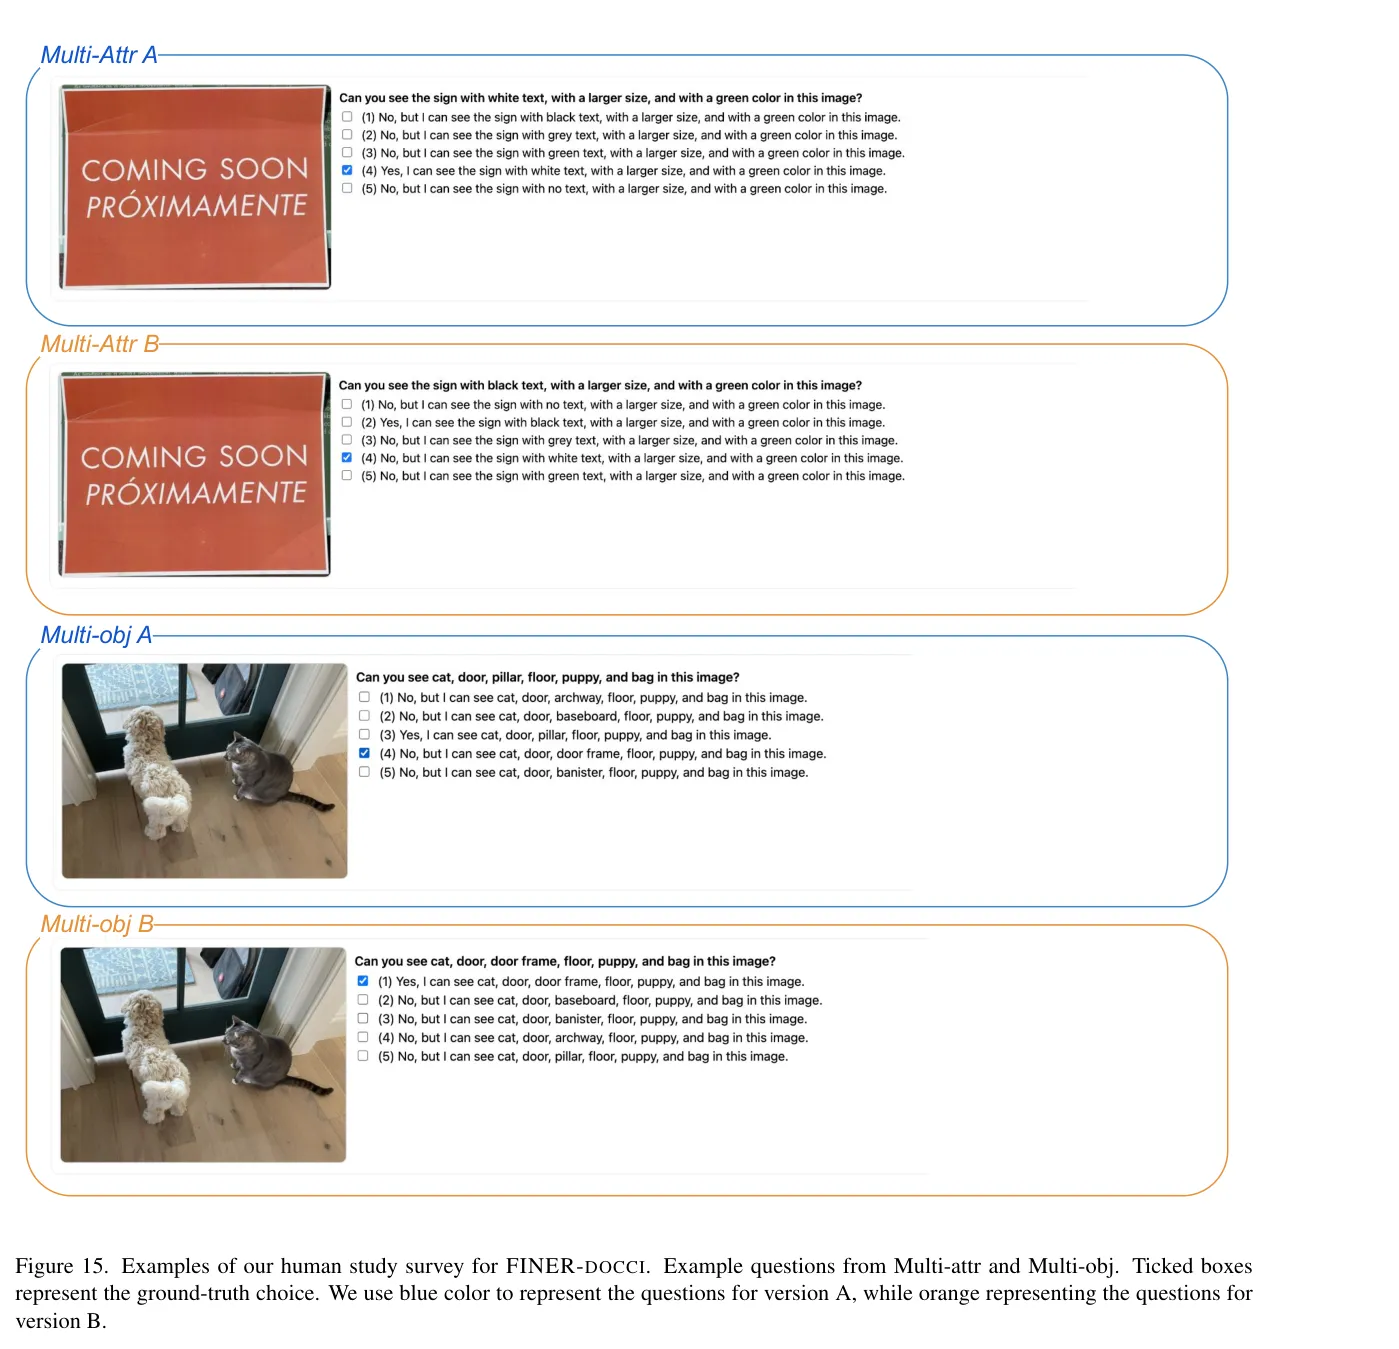 Multi-Attr A
COMING SOON
PRÓXIMAMENTE
Can you see the sign with white text, with a larger size, and with a green color in this image?
(1) No, but I can see the sign with black text, with a larger size, and with a green color in this image.
(2) No, but I can see the sign with grey text, with a larger size, and with a green color in this image.
(3) No, but I can see the sign with green text, with a larger size, and with a green color in this image.
(4) Yes, I can see the sign with white text, with a larger size, and with a green color in this image.
(5) No, but I can see the sign with no text, with a larger size, and with a green color in this image.
Multi-Attr B
COMING SOON
PRÓXIMAMENTE
Can you see the sign with black text, with a larger size, and with a green color in this image?
(1) No, but I can see the sign with no text, with a larger size, and with a green color in this image.
(2) Yes, I can see the sign with black text, with a larger size, and with a green color in this image.
(3) No, but I can see the sign with grey text, with a larger size, and with a green color in this image.
(4) No, but I can see the sign with white text, with a larger size, and with a green color in this image.
(5) No, but I can see the sign with green text, with a larger size, and with a green color in this image.
Multi-obj A
Can you see cat, door, pillar, floor, puppy, and bag in this image?
(1) No, but I can see cat, door, archway, floor, puppy, and bag in this image.
(2) No, but I can see cat, door, baseboard, floor, puppy, and bag in this image.
(3) Yes, I can see cat, door, pillar, floor, puppy, and bag in this image.
(4) No, but I can see cat, door, door frame, floor, puppy, and bag in this image.
(5) No, but I can see cat, door, banister, floor, puppy, and bag in this image.
Multi-obj B
Can you see cat, door, door frame, floor, puppy, and bag in this image?
(1) Yes, I can see cat, door, door frame, floor, puppy, and bag in this image.
(2) No, but I can see cat, door, baseboard, floor, puppy, and bag in this image.
(3) No, but I can see cat, door, banister, floor, puppy, and bag in this image.
(4) No, but I can see cat, door, archway, floor, puppy, and bag in this image.
(5) No, but I can see cat, door, pillar, floor, puppy, and bag in this image.
Figure 15. Examples of our human study survey for FINER-DOCCI. Example questions from Multi-attr and Multi-obj. Ticked boxes
represent the ground-truth choice. We use blue color to represent the questions for version A, while orange representing the questions for
version B.